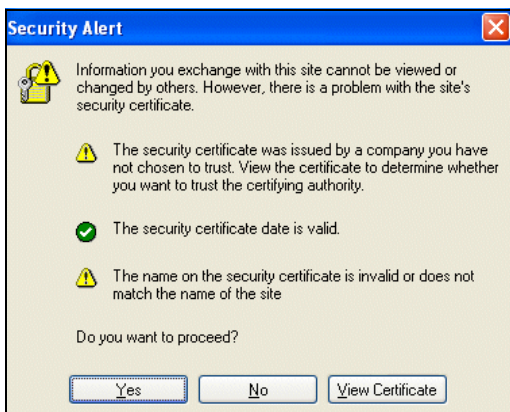 Security Alert
Information you exchange with this site cannot be viewed or
changed by others. However, there is a problem with the site's
security certificate.
The security certificate was issued by a company you have
not chosen to trust. View the certificate to determine whether
you want to trust the certifying authority.
The security certificate date is valid.
The name on the security certificate is invalid or does not
match the name of the site
Do you want to proceed?
Yes No View Certificate